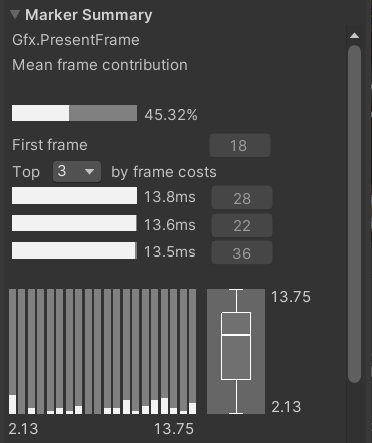 Marker Summary
Gfx.PresentFrame
Mean frame contribution
45.32%
First frame 18
Top 3 by frame costs
13.8ms 28
13.6ms 22
13.5ms 36
13.75
2.13
2.13 13.75